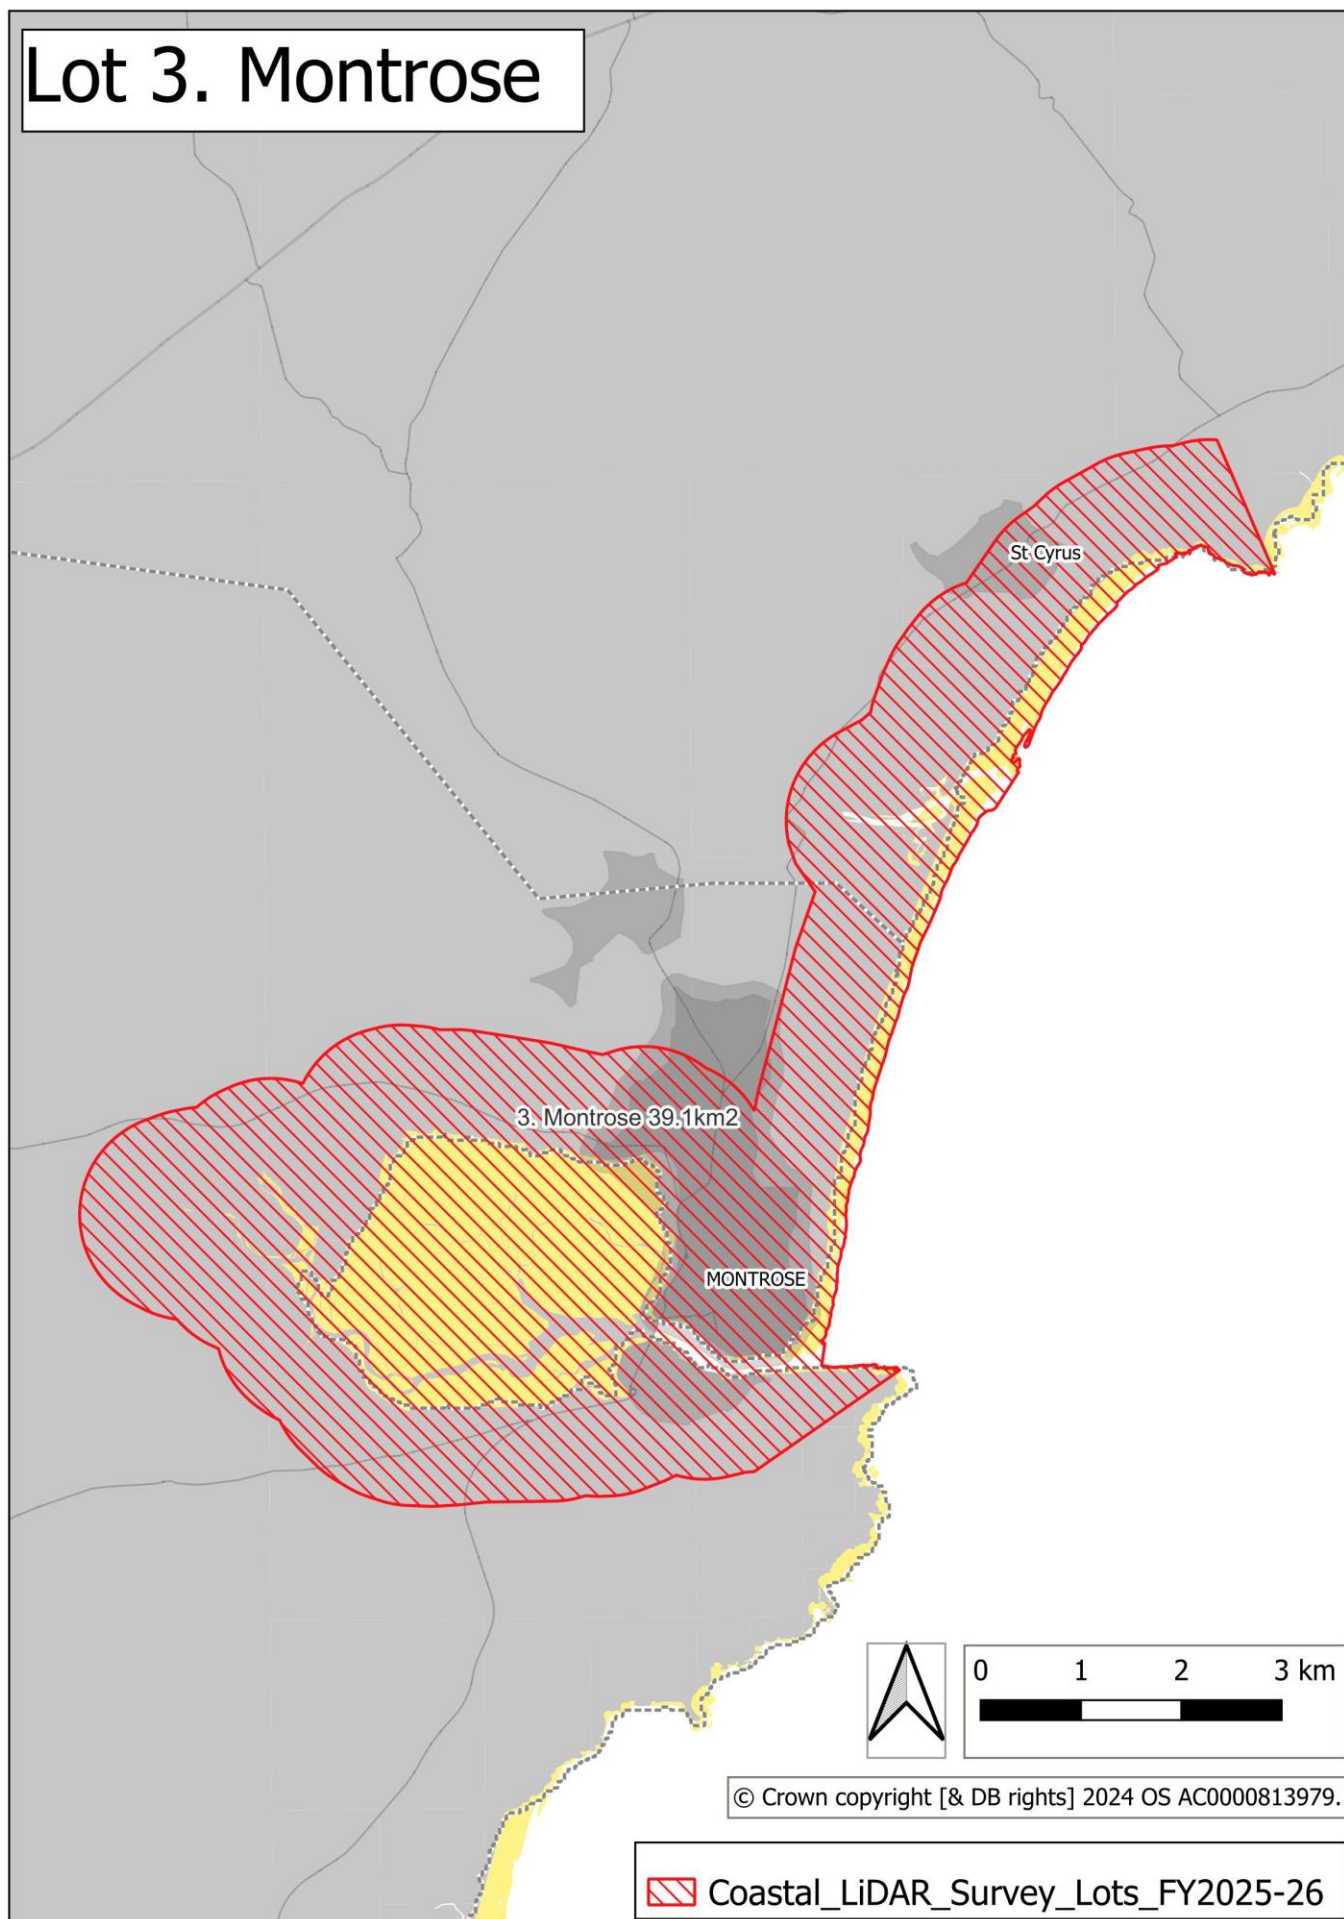 Lot 3. Montrose
St Cyrus
3. Montrose 39.1km2
MONTROSE
0 1 2 3 km
© Crown copyright [& DB rights] 2024 OS AC0000813979.
Coastal_LiDAR_Survey_Lots_FY2025-26